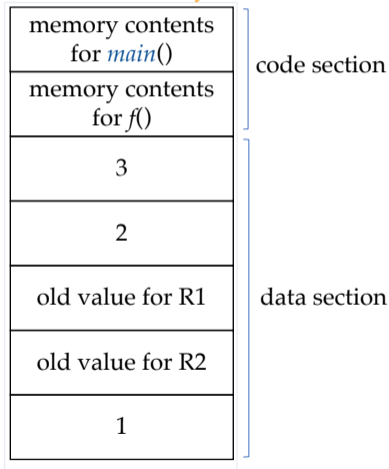 memory contents
for main()
code section
memory contents
for f()
3
2
old value for R1
data section
old value for R2
1